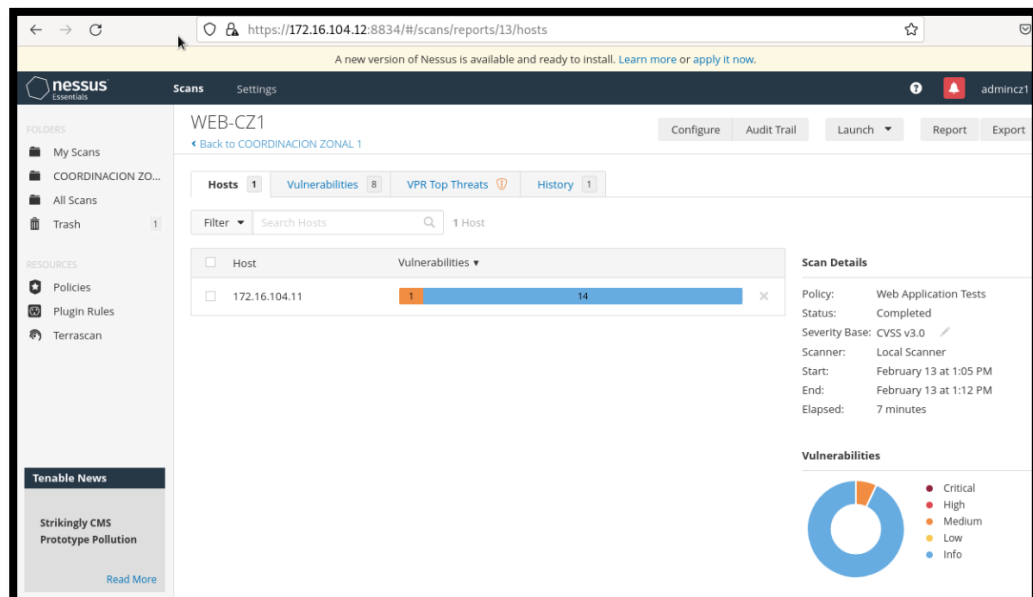 https://172.16.104.12:8834/#/scans/reports/13/hosts
A new version of Nessus is available and ready to install. Learn more or apply it now.
nessus
Essentials
Scans
Settings
admincz1
FOLDERS
My Scans
COORDINACION ZO...
All Scans
Trash
1
RESOURCES
Policies
Plugin Rules
Terrascan
Tenable News
Strikingly CMS
Prototype Pollution
Read More
WEB-CZ1
Back to COORDINACION ZONAL 1
Configure
Audit Trail
Launch
Report
Export
Hosts 1
Vulnerabilities 8
VPR Top Threats
History 1
Filter
Search Hosts
1 Host
Host
Vulnerabilities
172.16.104.11
1
14
Scan Details
Policy: Web Application Tests
Status: Completed
Severity Base: CVSS v3.0
Scanner: Local Scanner
Start: February 13 at 1:05 PM
End: February 13 at 1:12 PM
Elapsed: 7 minutes
Vulnerabilities
Critical
High
Medium
Low
Info